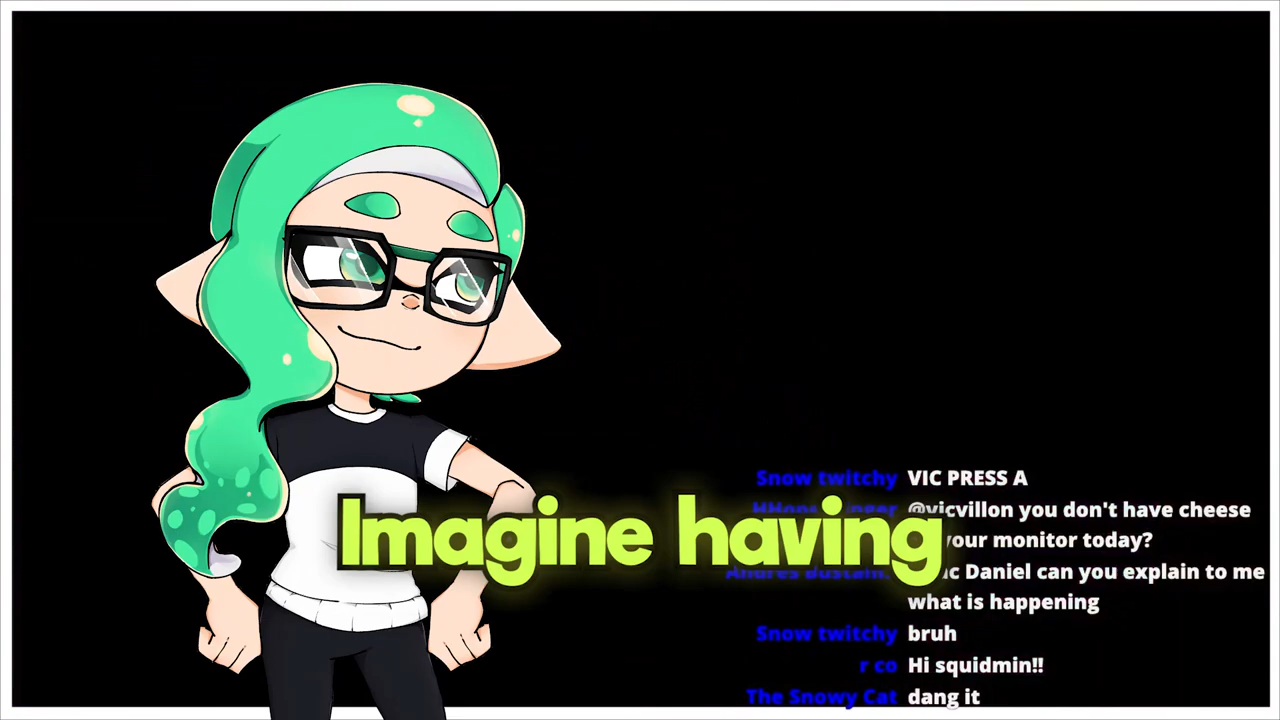 Snow twitchy VIC PRESS A
@vicvillon you don't have cheese
your monitor today?
Daniel can you explain to me
what is happening
Snow twitchy bruh
r co Hi squidmin!!
The Snowy Cat dang it
Imagine having